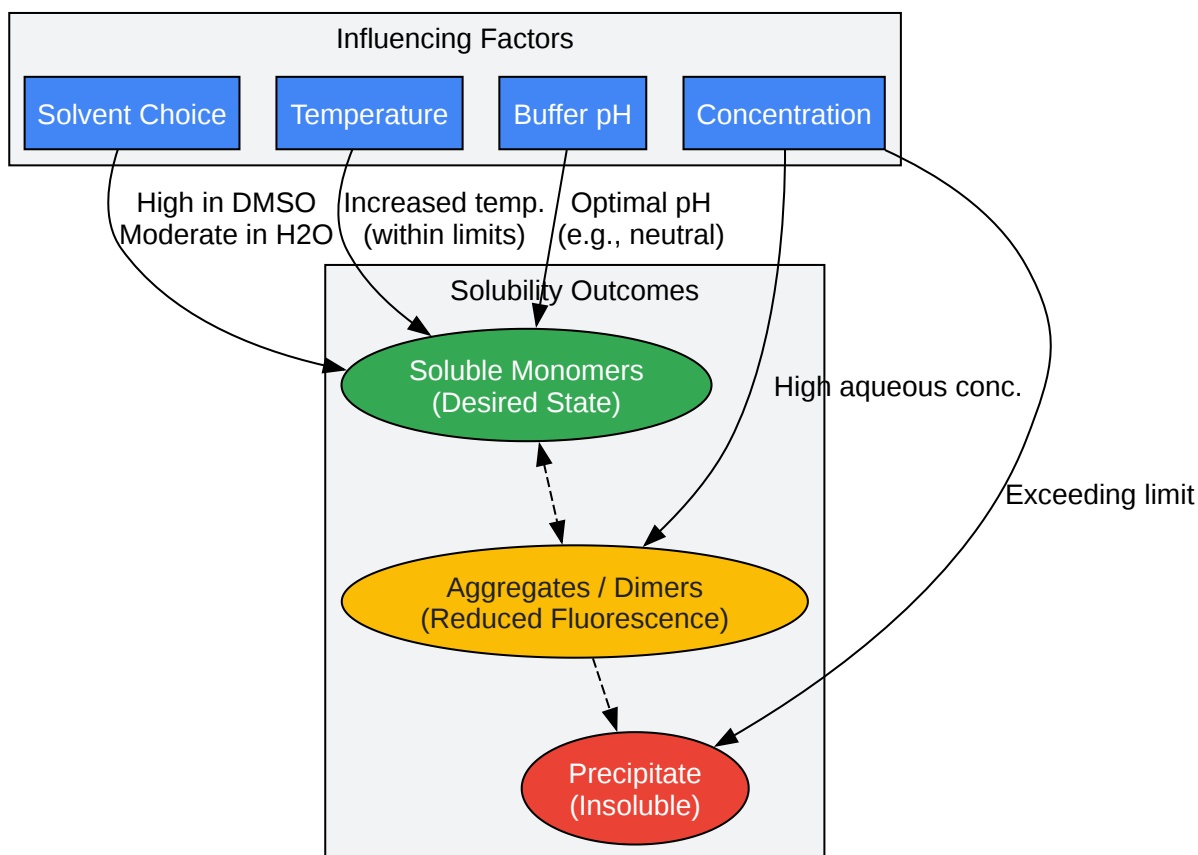 Influencing Factors
Solvent Choice
Temperature
Buffer pH
Concentration
High in DMSO
Moderate in H2O
Increased temp.
(within limits)
Optimal pH
(e.g., neutral)
Solubility Outcomes
Soluble Monomers
(Desired State)
High aqueous conc.
Exceeding limit
Aggregates / Dimers
(Reduced Fluorescence)
Precipitate
(Insoluble)